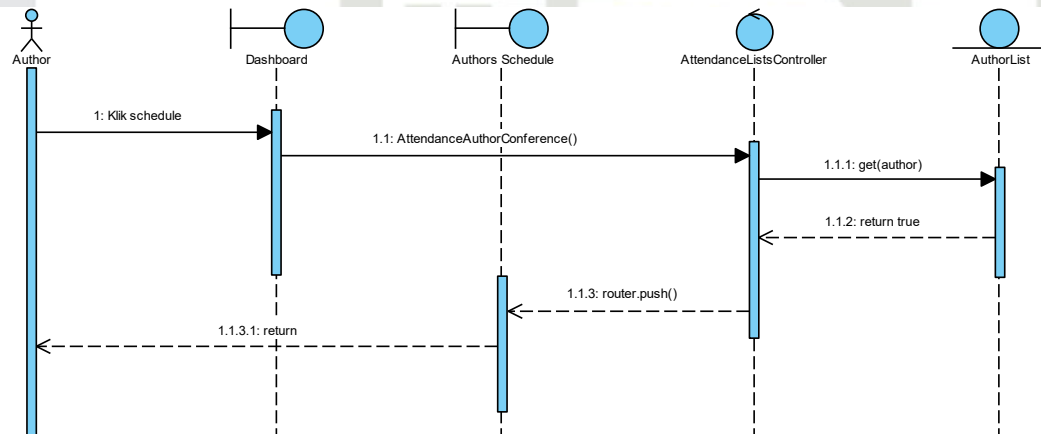 Author
Dashboard
Authors Schedule
AttendanceListsController
AuthorList
1: Klik schedule
1.1: AttendanceAuthorConference()
1.1.1: get(author)
1.1.2: return true
1.1.3: router.push()
1.1.3.1: return